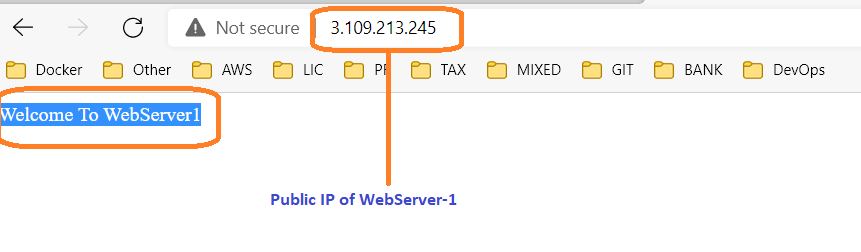 Not secure 3.109.213.245
Docker Other AWS LIC TAX MIXED GIT BANK DevOps
Welcome To WebServer1
Public IP of WebServer-1